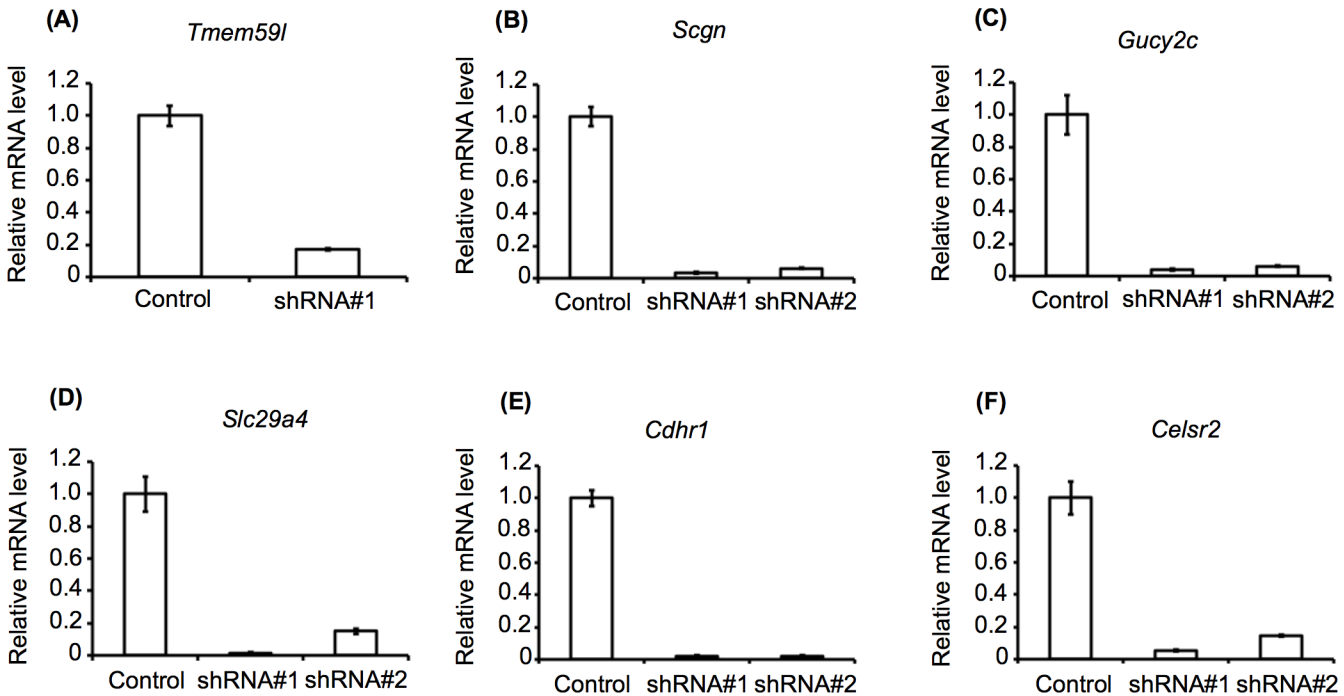 (A)
Tmem59l
Relative mRNA level
1.2
1.0
0.8
0.6
0.4
0.2
0
Control shRNA#1
(B)
Scgn
Relative mRNA level
1.2
1.0
0.8
0.6
0.4
0.2
0
Control shRNA#1 shRNA#2
(C)
Gucy2c
Relative mRNA level
1.2
1.0
0.8
0.6
0.4
0.2
0
Control shRNA#1 shRNA#2
(D)
Slc29a4
Relative mRNA level
1.2
1.0
0.8
0.6
0.4
0.2
0
Control shRNA#1 shRNA#2
(E)
Cdhr1
Relative mRNA level
1.2
1.0
0.8
0.6
0.4
0.2
0
Control shRNA#1 shRNA#2
(F)
Celsr2
Relative mRNA level
1.2
1.0
0.8
0.6
0.4
0.2
0
Control shRNA#1 shRNA#2